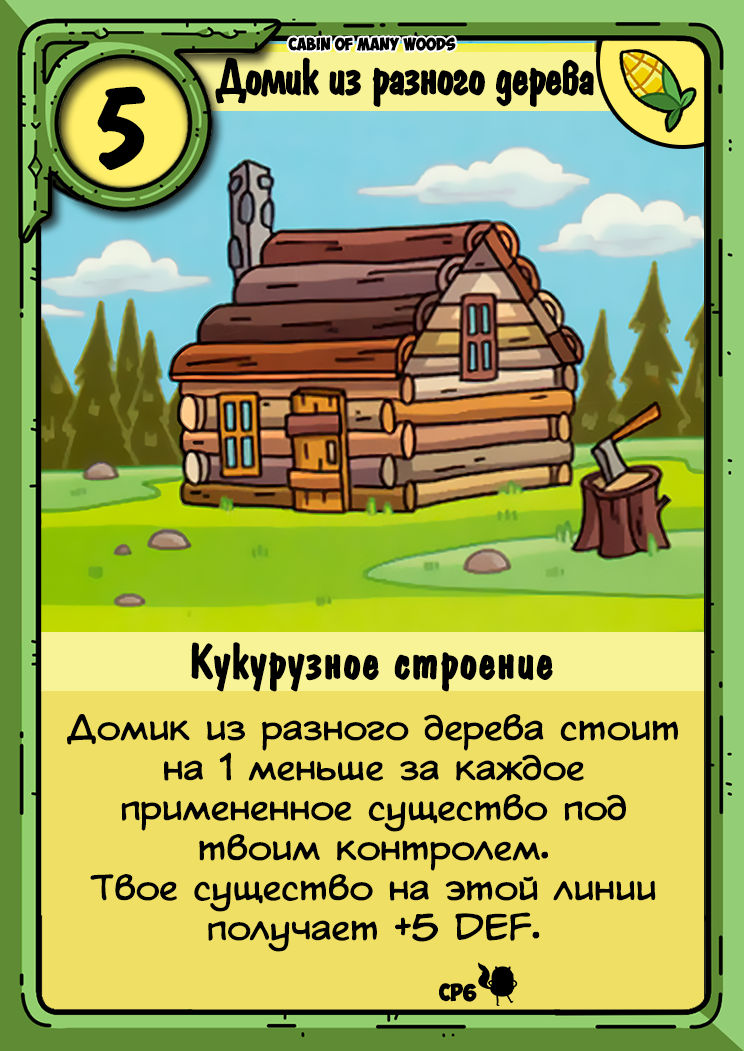 CABIN OF MANY WOODS
5
Домик из разного дерева
Кукурузное строение
Домик из разного дерева стоит
на 1 меньше за каждое
примененное существо под
твоим контролем.
Твое существо на этой линии
получает +5 DEF.
CP6